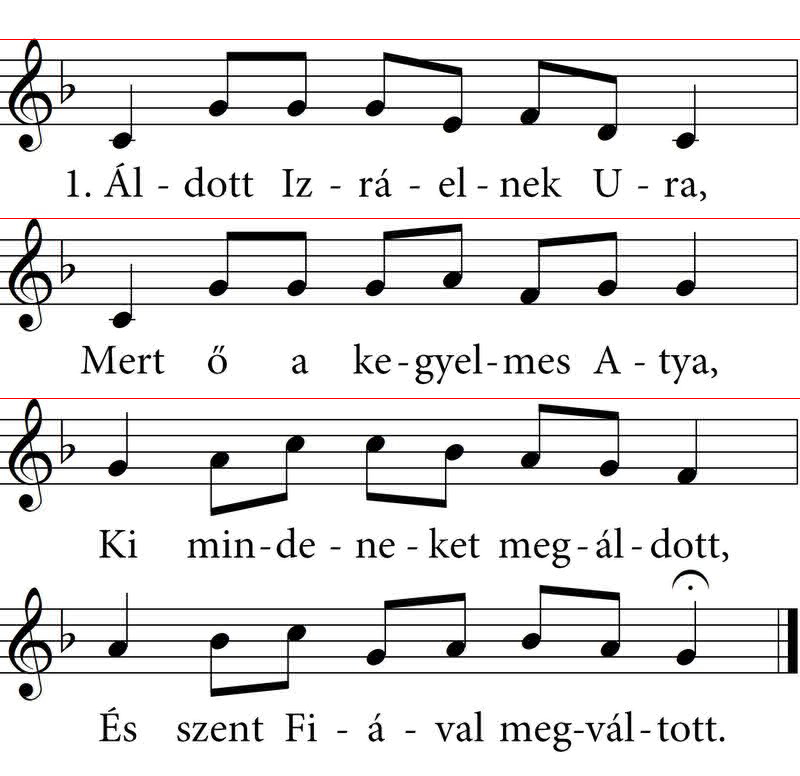 1. Ál - dott Iz - rá - el - nek U - ra,
Mert ő a ke - gyel - mes A - tya,
Ki min - de - ne - ket meg - ál - dott,
És szent Fi - á - val meg - vál - tott.